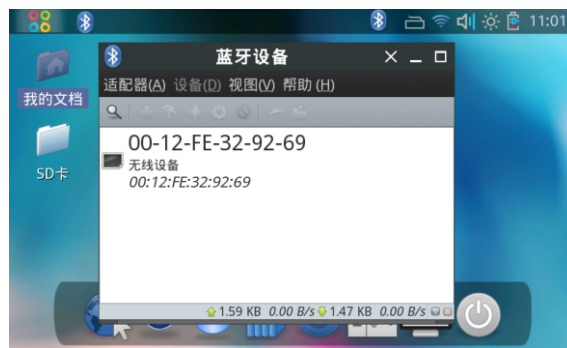 11:01
蓝牙设备
适配器(A) 设备(D) 视图(V) 帮助 (H)
我的文档
00-12-FE-32-92-69
无线设备
00:12:FE:32:92:69
SD卡
1.59 KB 0.00 B/s 1.47 KB 0.00 B/s